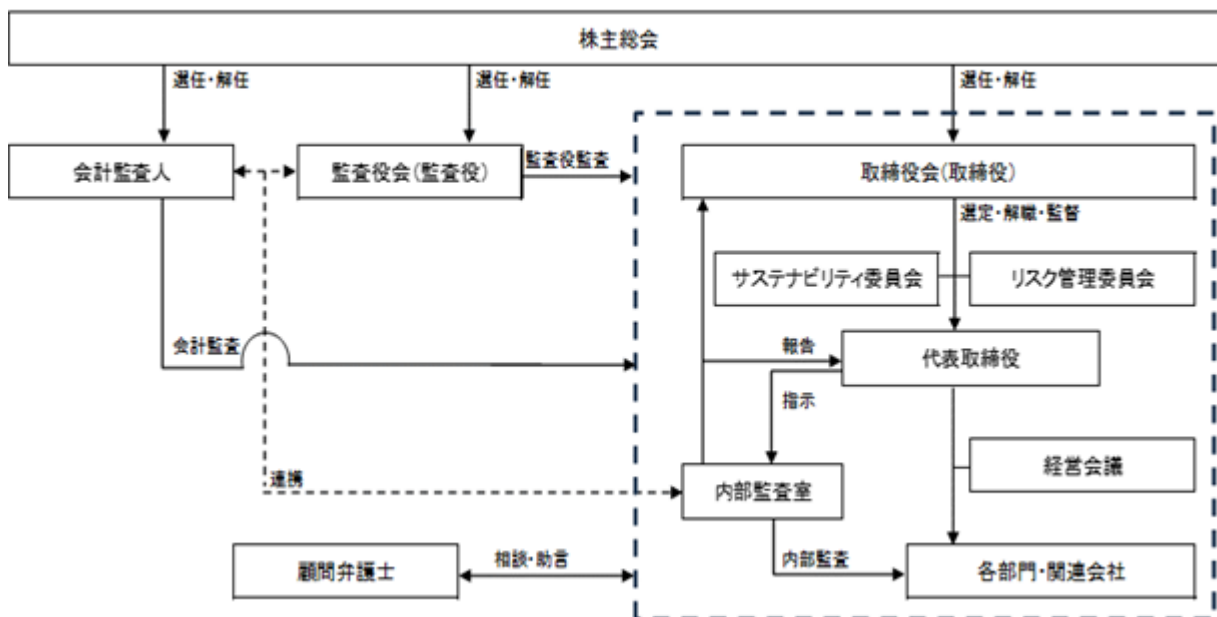 株主総会
選任・解任
選任・解任
選任・解任
会計監査人
監査役会(監査役)
監査役監査
取締役会(取締役)
選定・解職・監督
サステナビリティ委員会
リスク管理委員会
会計監査
報告
代表取締役
指示
経営会議
連携
内部監査室
顧問弁護士
相談・助言
内部監査
各部門・関連会社